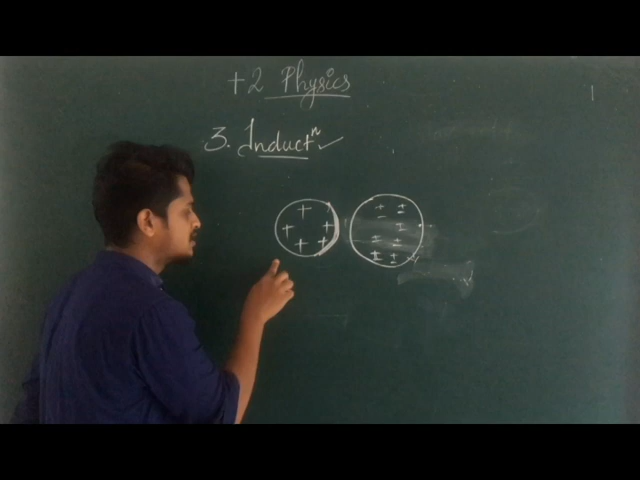 +2 Physics
3. Inductⁿ ✓
+ + + + +
± ±
±
± ±
± ±